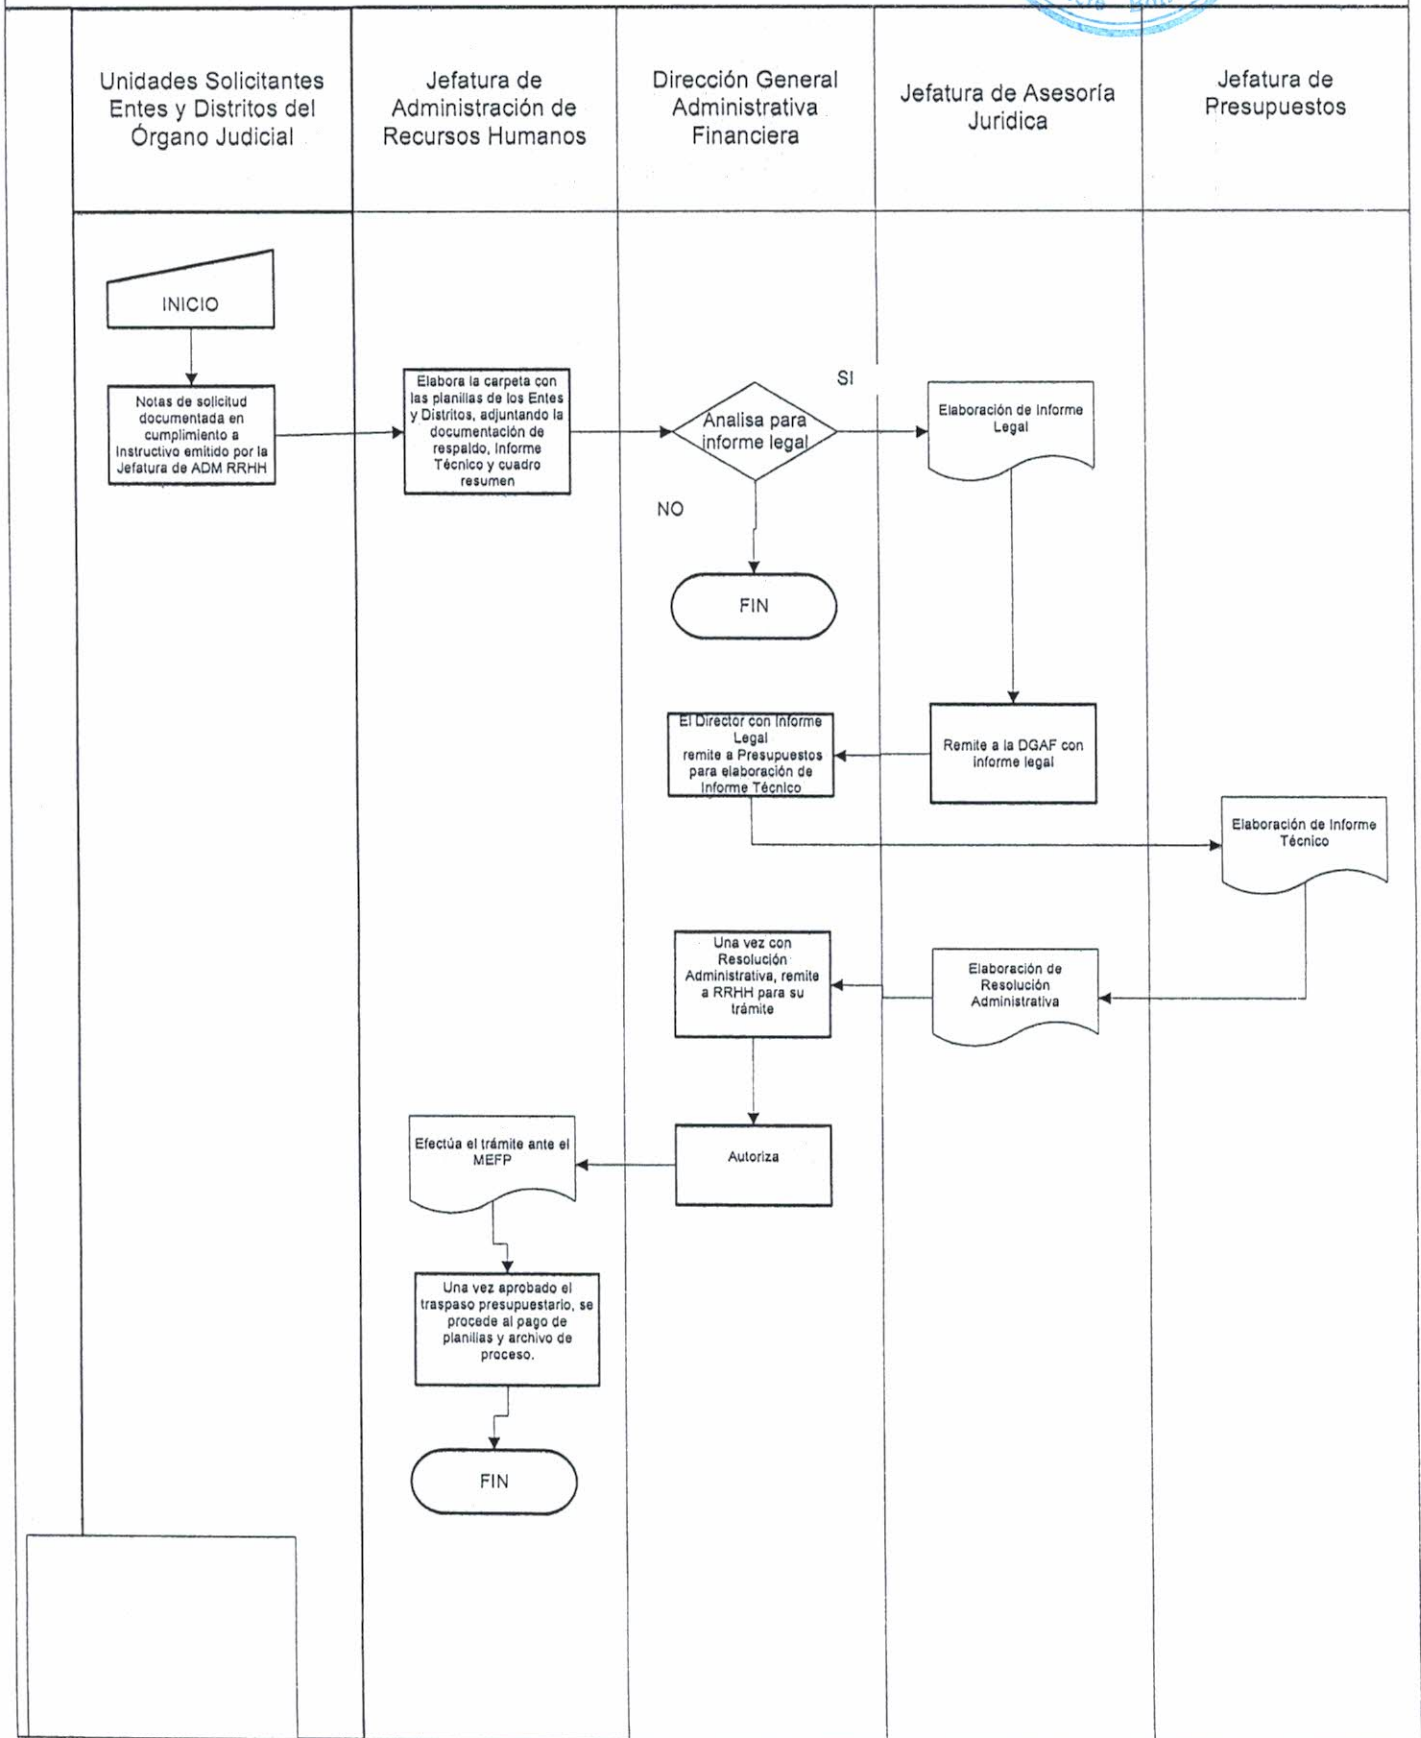 Unidades Solicitantes
Entes y Distritos del
Órgano Judicial
Jefatura de
Administración de
Recursos Humanos
Dirección General
Administrativa
Financiera
Jefatura de Asesoría
Jurídica
Jefatura de
Presupuestos
INICIO
Notas de solicitud
documentada en
cumplimiento a
Instructivo emitido por la
Jefatura de ADM RRHH
Elabora la carpeta con
las planillas de los Entes
y Distritos, adjuntando la
documentación de
respaldo, Informe
Técnico y cuadro
resumen
Analisa para
informe legal
SI
NO
Elaboración de Informe
Legal
FIN
El Director con Informe
Legal
remite a Presupuestos
para elaboración de
Informe Técnico
Remite a la DGAF con
informe legal
Elaboración de Informe
Técnico
Una vez con
Resolución
Administrativa, remite
a RRHH para su
trámite
Elaboración de
Resolución
Administrativa
Efectúa el trámite ante el
MEFP
Autoriza
Una vez aprobado el
traspaso presupuestario, se
procede al pago de
planillas y archivo de
proceso.
FIN